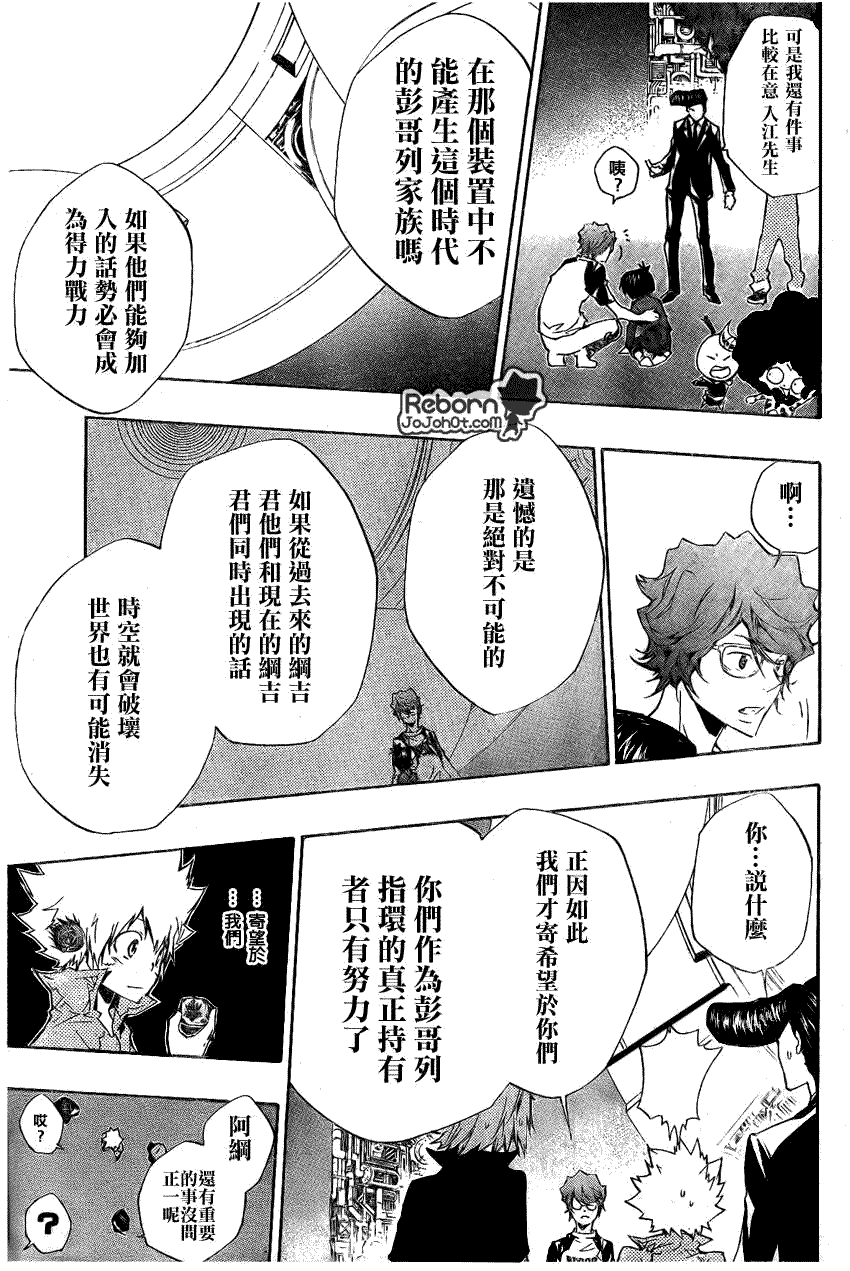 可是我還有件事
比較在意 入江先生
咦?
在那個裝置中不
能產生這個時代
的彭哥列家族嗎
如果他們能夠加
入的話勢必會成
為得力戰力
Reborn
JoJoHOt.com
啊…
遺憾的是
那是絕對不可能的
如果從過去來的綱吉
君他們和現在的綱吉
君們同時出現的話
時空就會破壞
世界也有可能消失
你…說什麼
正因如此
我們才寄希望於你們
你們作為彭哥列
指環的真正持有
者只有努力了
…寄望於
…我們
阿綱
還有重要
的事沒問
正一呢
哎?
?